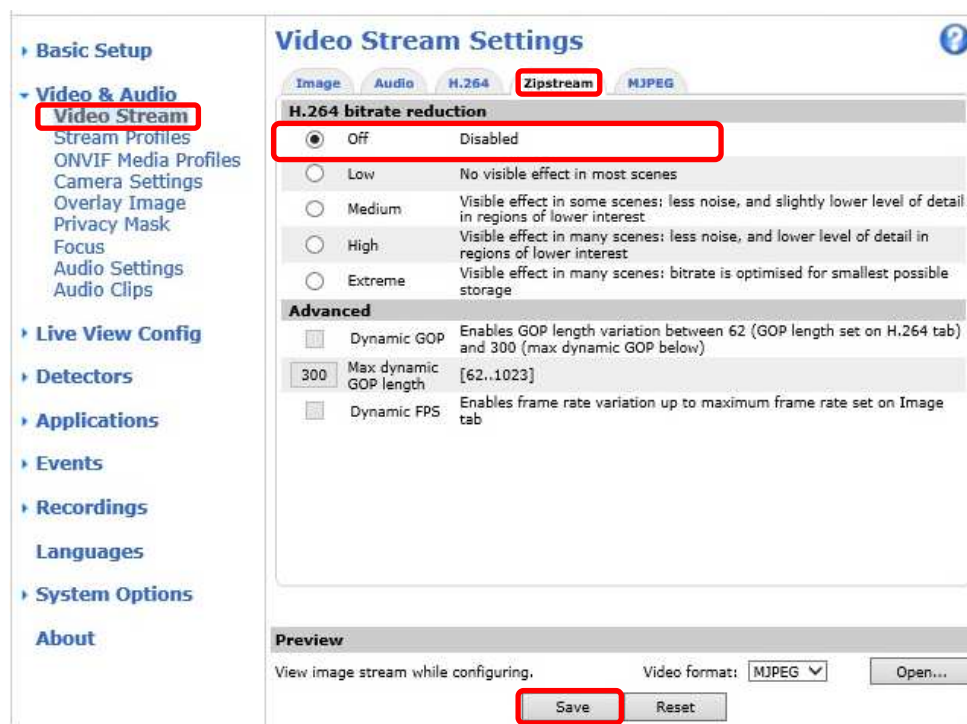 Basic Setup
Video & Audio
Video Stream
Stream Profiles
ONVIF Media Profiles
Camera Settings
Overlay Image
Privacy Mask
Focus
Audio Settings
Audio Clips
Live View Config
Detectors
Applications
Events
Recordings
Languages
System Options
About
Video Stream Settings
?
Image Audio H.264 Zipstream MJPEG
H.264 bitrate reduction
Off Disabled
Low No visible effect in most scenes
Medium Visible effect in some scenes: less noise, and slightly lower level of detail
in regions of lower interest
High Visible effect in many scenes: less noise, and lower level of detail in
regions of lower interest
Extreme Visible effect in many scenes: bitrate is optimised for smallest possible
storage
Advanced
Dynamic GOP Enables GOP length variation between 62 (GOP length set on H.264 tab)
and 300 (max dynamic GOP below)
300 Max dynamic
GOP length [62..1023]
Dynamic FPS Enables frame rate variation up to maximum frame rate set on Image
tab
Preview
View image stream while configuring. Video format: MJPEG Open...
Save Reset